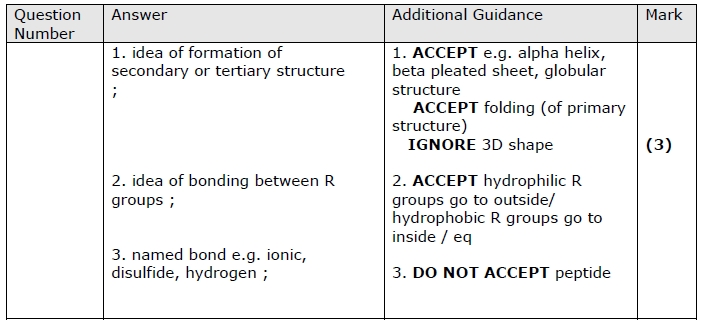 Question Number
Answer
Additional Guidance
Mark
1. idea of formation of
secondary or tertiary structure
;
1. ACCEPT e.g. alpha helix,
beta pleated sheet, globular
structure
ACCEPT folding (of primary
structure)
IGNORE 3D shape
(3)
2. idea of bonding between R
groups ;
2. ACCEPT hydrophilic R
groups go to outside/
hydrophobic R groups go to
inside / eq
3. named bond e.g. ionic,
disulfide, hydrogen ;
3. DO NOT ACCEPT peptide